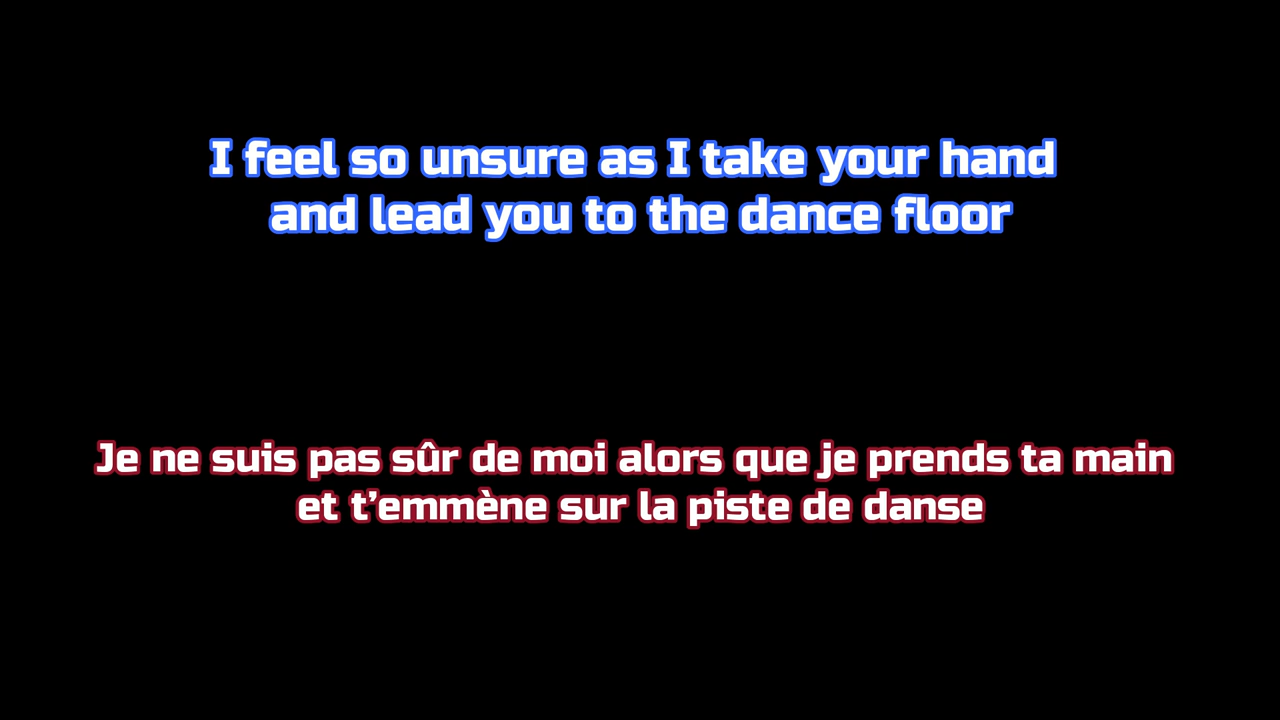 I feel so unsure as I take your hand
and lead you to the dance floor
Je ne suis pas sûr de moi alors que je prends ta main
et t’emmène sur la piste de danse